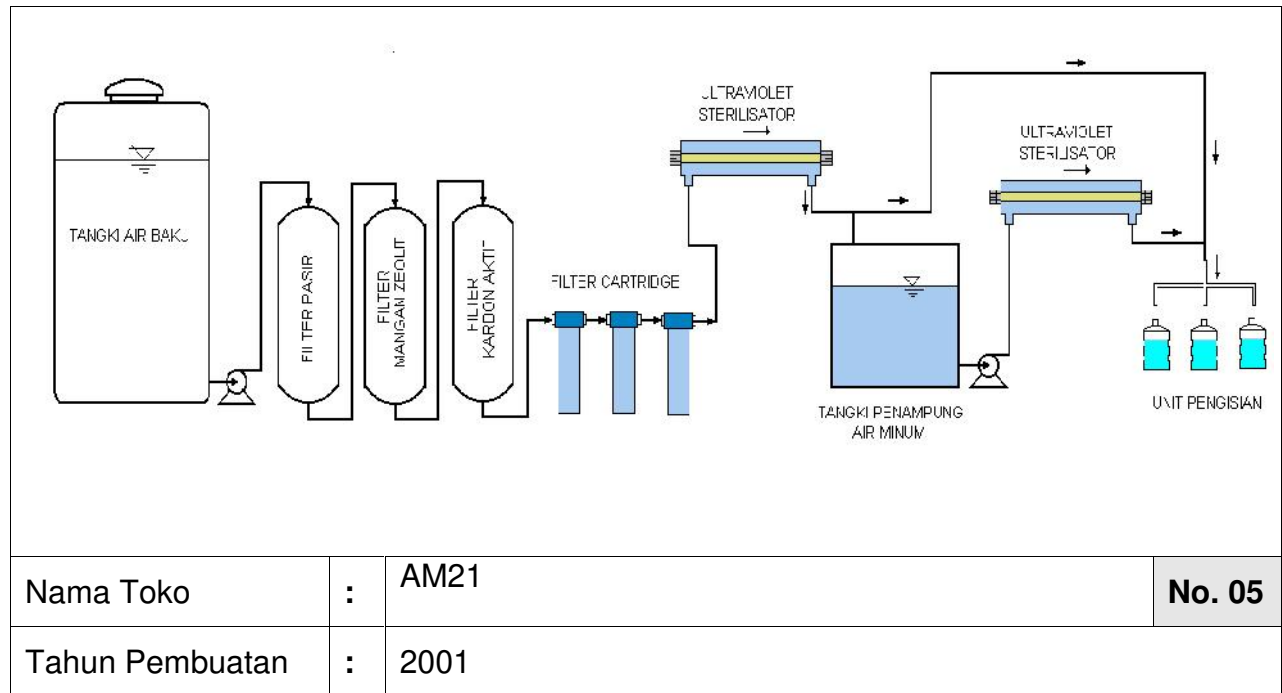 TANGKI AIR BAKU
FILTER PASIR
FILTER
MANGAN ZEOLIT
FILTER
KARBON AKTIF
FILTER CARTRIDGE
ULTRAVIOLET
STERILISATOR
TANGKI PENAMPUNG
AIR MINUM
ULTRAVIOLET
STERILISATOR
UNIT PENGISIAN
Nama Toko : AM21 No. 05
Tahun Pembuatan : 2001